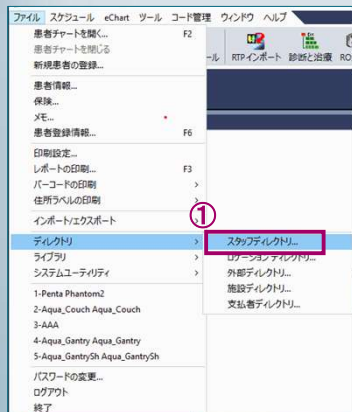 ファイル スケジュール eChart ツール コード管理 ウィンドウ ヘルプ
患者チャートを開く... F2
患者チャートを閉じる
新規患者の登録...
ール RTPインポート 診断と治療 RO
患者情報...
保険...
メモ...
患者登録情報... F6
印刷設定...
レポートの印刷... F3
バーコードの印刷 >
住所ラベルの印刷 >
インポート/エクスポート >
①
ディレクトリ > スタッフディレクトリ...
ライブラリ > ロケーションディレクトリ...
システムユーティリティ > 外部ディレクトリ...
施設ディレクトリ...
1-Penta Phantom2
支払者ディレクトリ...
2-Aqua_Couch Aqua_Couch
3-AAA
4-Aqua_Gantry Aqua_Gantry
5-Aqua_GantrySh Aqua_GantrySh
パスワードの変更...
ログアウト
終了